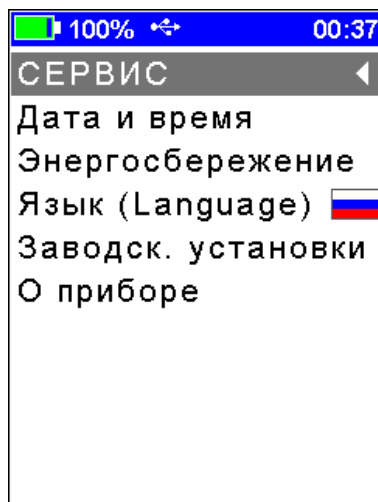 100% 00:37
СЕРВИС
Дата и время
Энергосбережение
Язык (Language)
Заводск. установки
О приборе